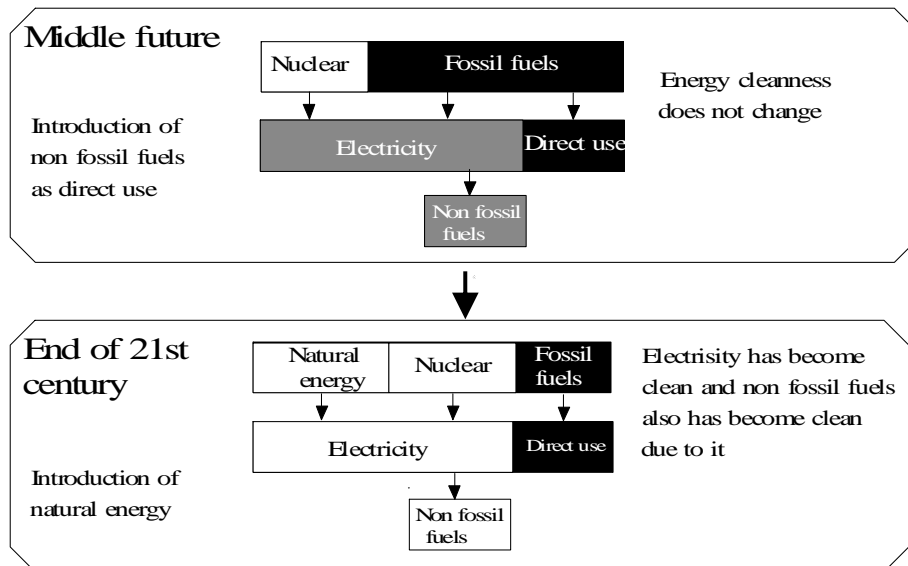 Middle future
Nuclear
Fossil fuels
Energy cleanness
does not change
Introduction of
non fossil fuels
as direct use
Electricity
Direct use
Non fossil
fuels
End of 21st
century
Natural
energy
Nuclear
Fossil
fuels
Electrisity has become
clean and non fossil fuels
also has become clean
due to it
Electricity
Direct use
Introduction of
natural energy
Non fossil
fuels